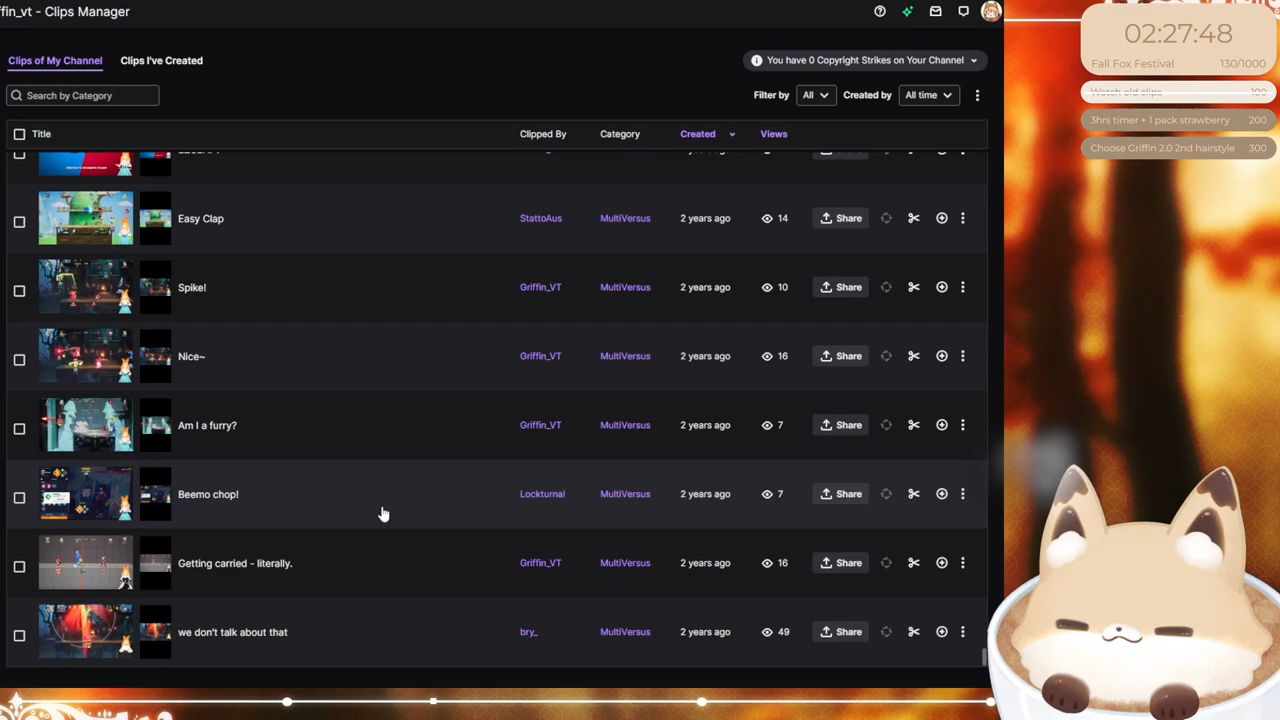 ffin_vt - Clips Manager
Clips of My Channel
Clips I've Created
You have 0 Copyright Strikes on Your Channel
Search by Category
Filter by
All
Created by
All time
Title
Clipped By
Category
Created
Views
Easy Clap
StattoAus
MultiVersus
2 years ago
14
Share
Spike!
Griffin_VT
MultiVersus
2 years ago
10
Share
Nice~
Griffin_VT
MultiVersus
2 years ago
16
Share
Am I a furry?
Griffin_VT
MultiVersus
2 years ago
7
Share
Beemo chop!
Lockturnal
MultiVersus
2 years ago
7
Share
Getting carried - literally.
Griffin_VT
MultiVersus
2 years ago
16
Share
we don't talk about that
bry_
MultiVersus
2 years ago
49
Share
02:27:48
Fall Fox Festival 130/1000
Watch old clips 100
3hrs timer + 1 pack strawberry 200
Choose Griffin 2.0 2nd hairstyle 300